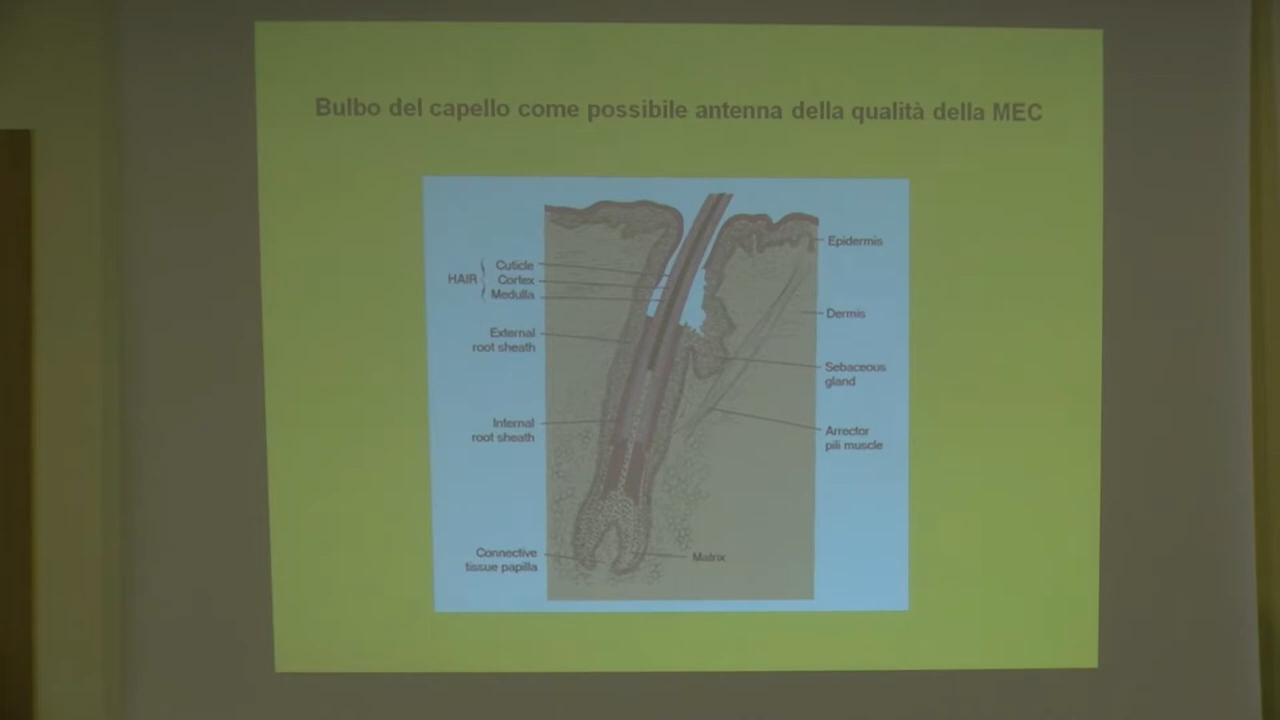 Bulbo del capello come possibile antenna della qualità della MEC
HAIR
Cuticle
Cortex
Medulla
External
root sheath
Internal
root sheath
Connective
tissue papilla
Epidermis
Dermis
Sebaceous
gland
Arrector
pili muscle
Matrix